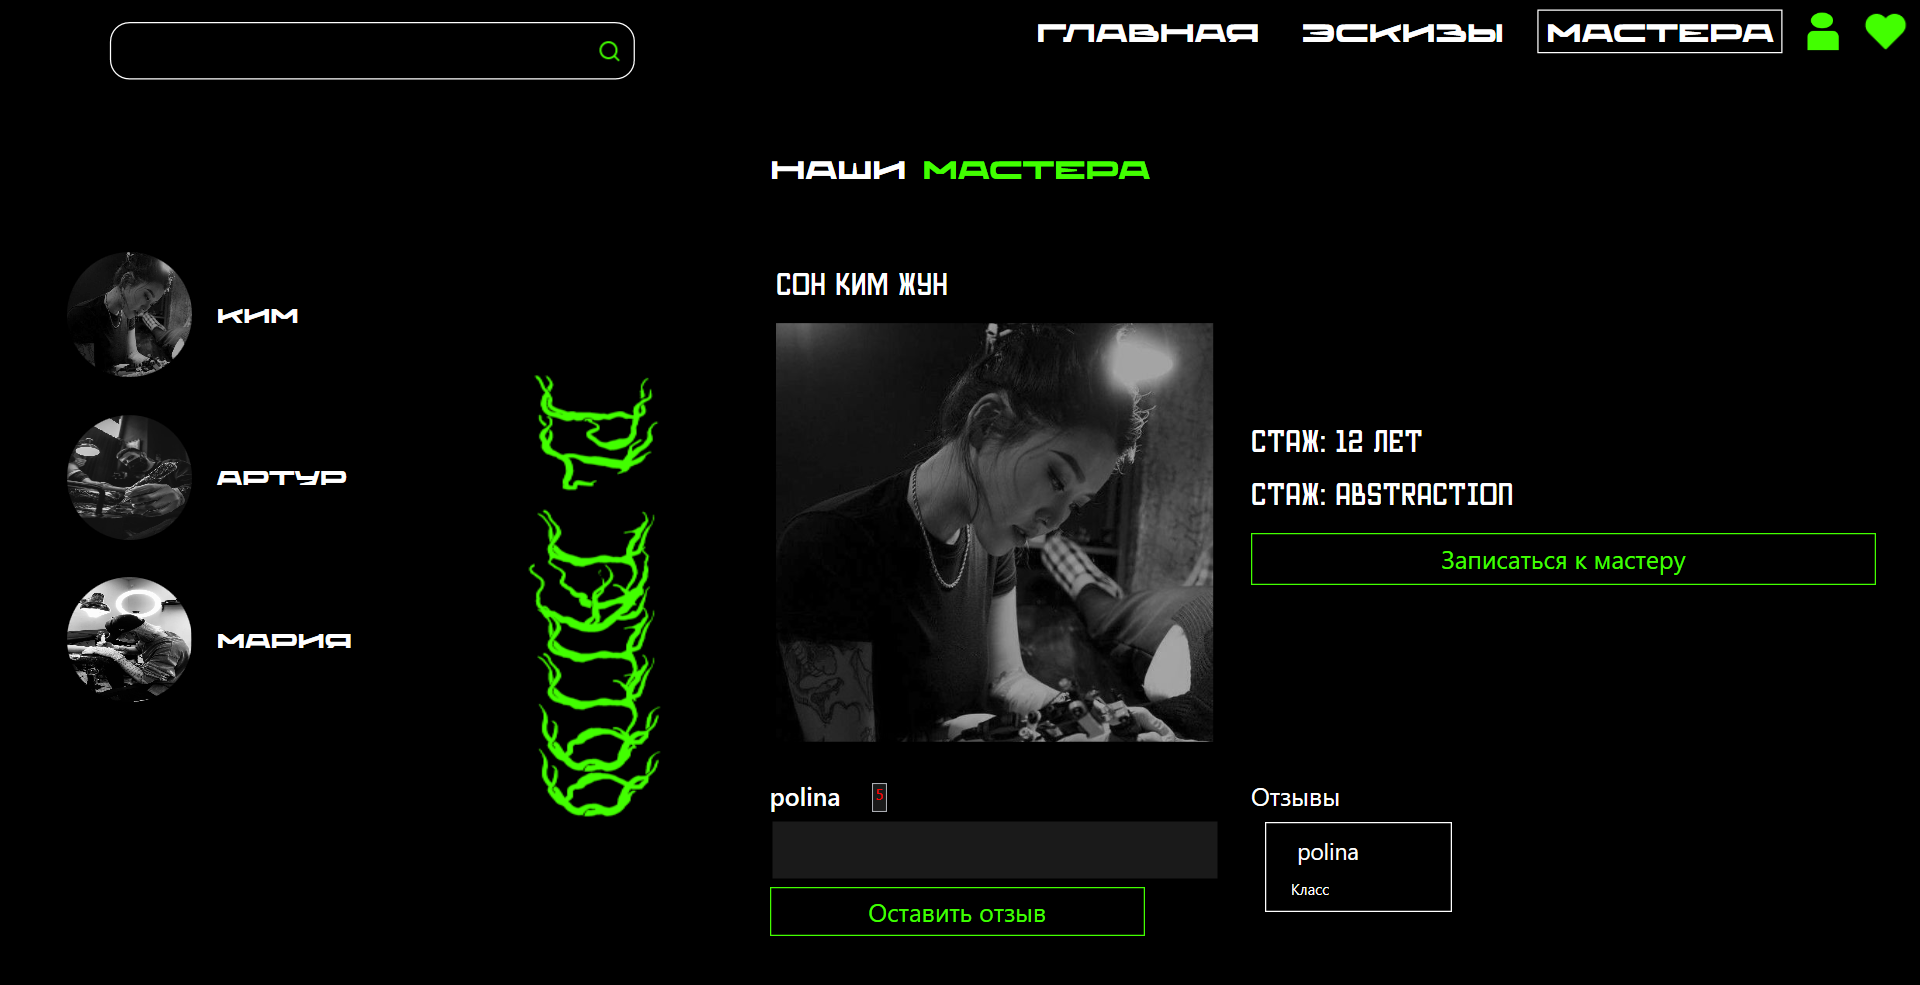 ГЛАВНАЯ ЭСКИЗЫ МАСТЕРА
НАШИ МАСТЕРА
КИМ
АРТУР
МАРИЯ
СОН КИМ ЖУН
СТАЖ: 12 ЛЕТ
СТАЖ: ABSTRACTION
Записаться к мастеру
polina 5
Оставить отзыв
Отзывы
polina
Класс